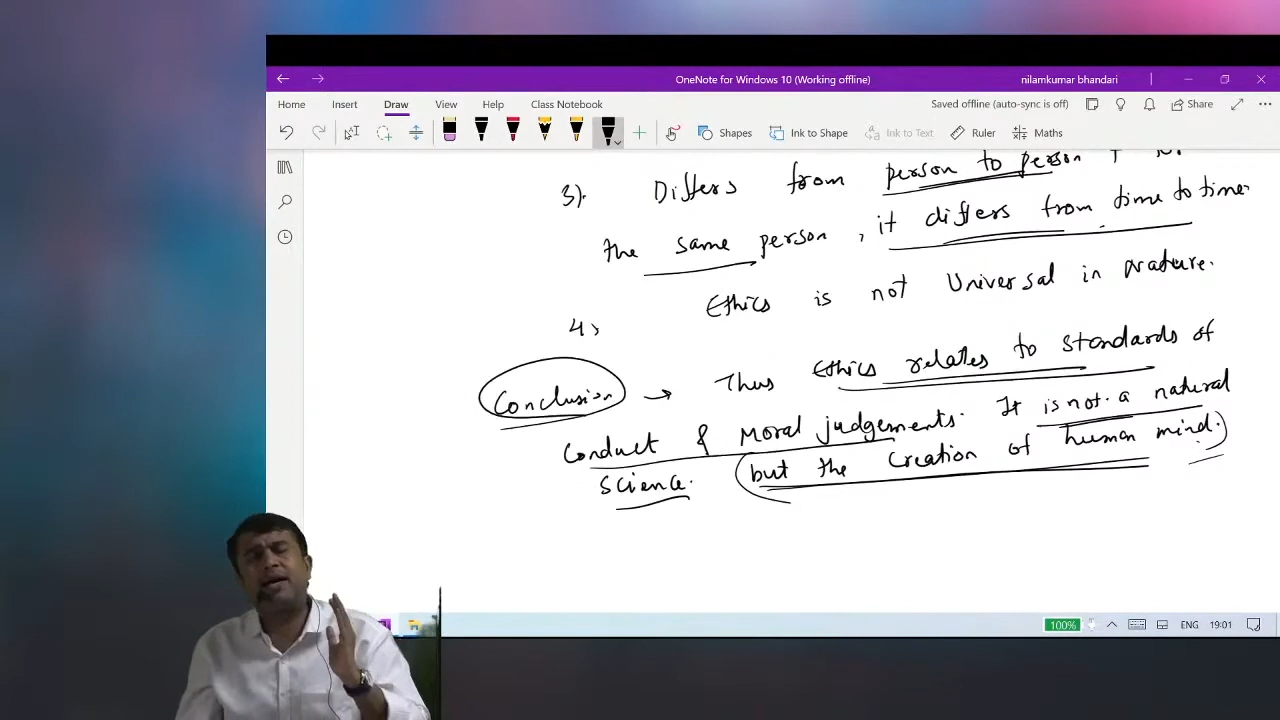 OneNote for Windows 10 (Working offline)
nilamkumar bhandari
Home Insert Draw View Help Class Notebook
Saved offline (auto-sync is off)
Share
Shapes Ink to Shape Ink to Text Ruler Maths
3). Differs from person to person
the same person, it differs from time to time.
Ethics is not Universal in Nature.
4)
Conclusion → Thus Ethics relates to standards of
Conduct & Moral judgements. It is not a natural
Science. but the creation of human mind.
100%
ENG
19:01